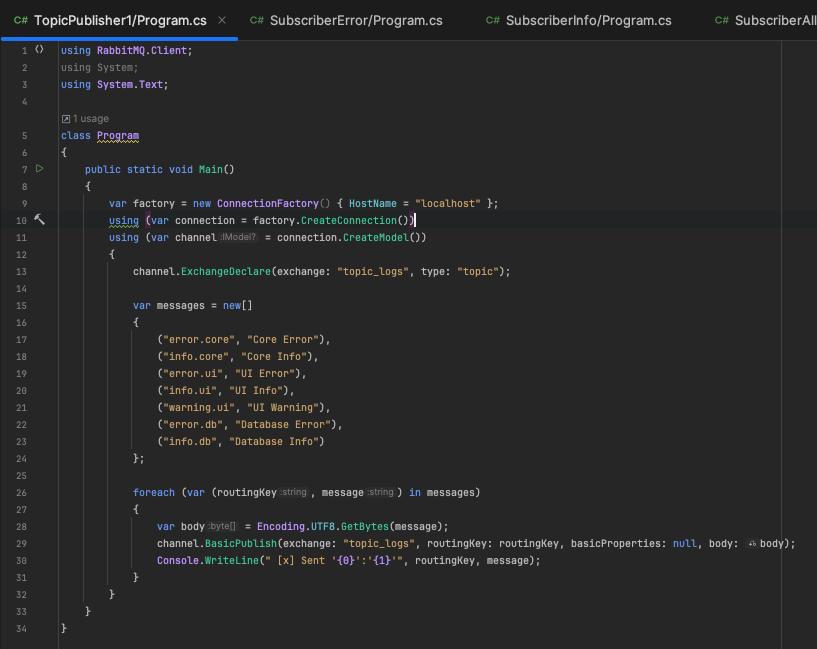 C# TopicPublisher1/Program.cs × C# SubscriberError/Program.cs C# SubscriberInfo/Program.cs C# SubscriberAll
1 <> using RabbitMQ.Client;
2 using System;
3 using System.Text;
4
1 usage
5 class Program
6 {
7 public static void Main()
8 {
9 var factory = new ConnectionFactory() { HostName = "localhost" };
10 using (var connection = factory.CreateConnection())
11 using (var channel :IModel? = connection.CreateModel())
12 {
13 channel.ExchangeDeclare(exchange: "topic_logs", type: "topic");
14
15 var messages = new[]
16 {
17 ("error.core", "Core Error"),
18 ("info.core", "Core Info"),
19 ("error.ui", "UI Error"),
20 ("info.ui", "UI Info"),
21 ("warning.ui", "UI Warning"),
22 ("error.db", "Database Error"),
23 ("info.db", "Database Info")
24 };
25
26 foreach (var (routingKey :string , message :string ) in messages)
27 {
28 var body :byte[] = Encoding.UTF8.GetBytes(message);
29 channel.BasicPublish(exchange: "topic_logs", routingKey: routingKey, basicProperties: null, body: body);
30 Console.WriteLine(" [x] Sent '{0}':'{1}'", routingKey, message);
31 }
32 }
33 }
34 }